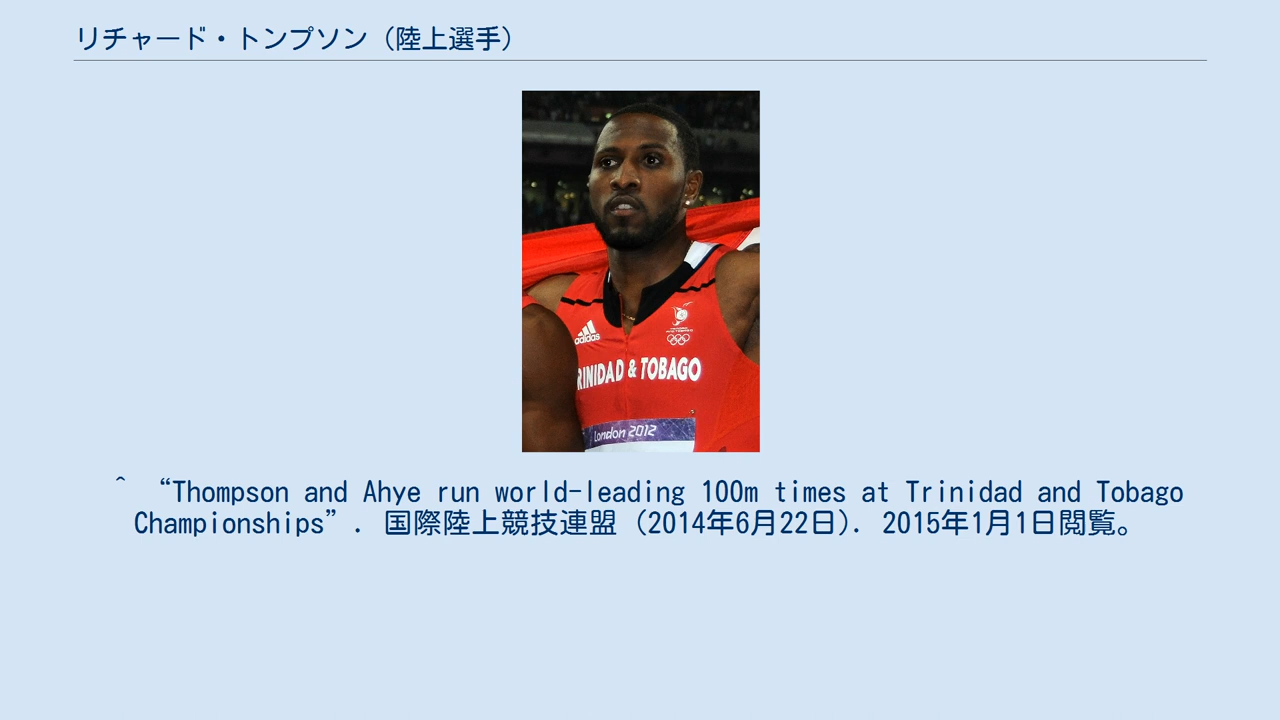 リチャード・トンプソン（陸上選手）
adidas
RINIDAD & TOBAGO
London 2012
^ “Thompson and Ahye run world-leading 100m times at Trinidad and Tobago
Championships”. 国際陸上競技連盟 (2014年6月22日). 2015年1月1日閲覧。